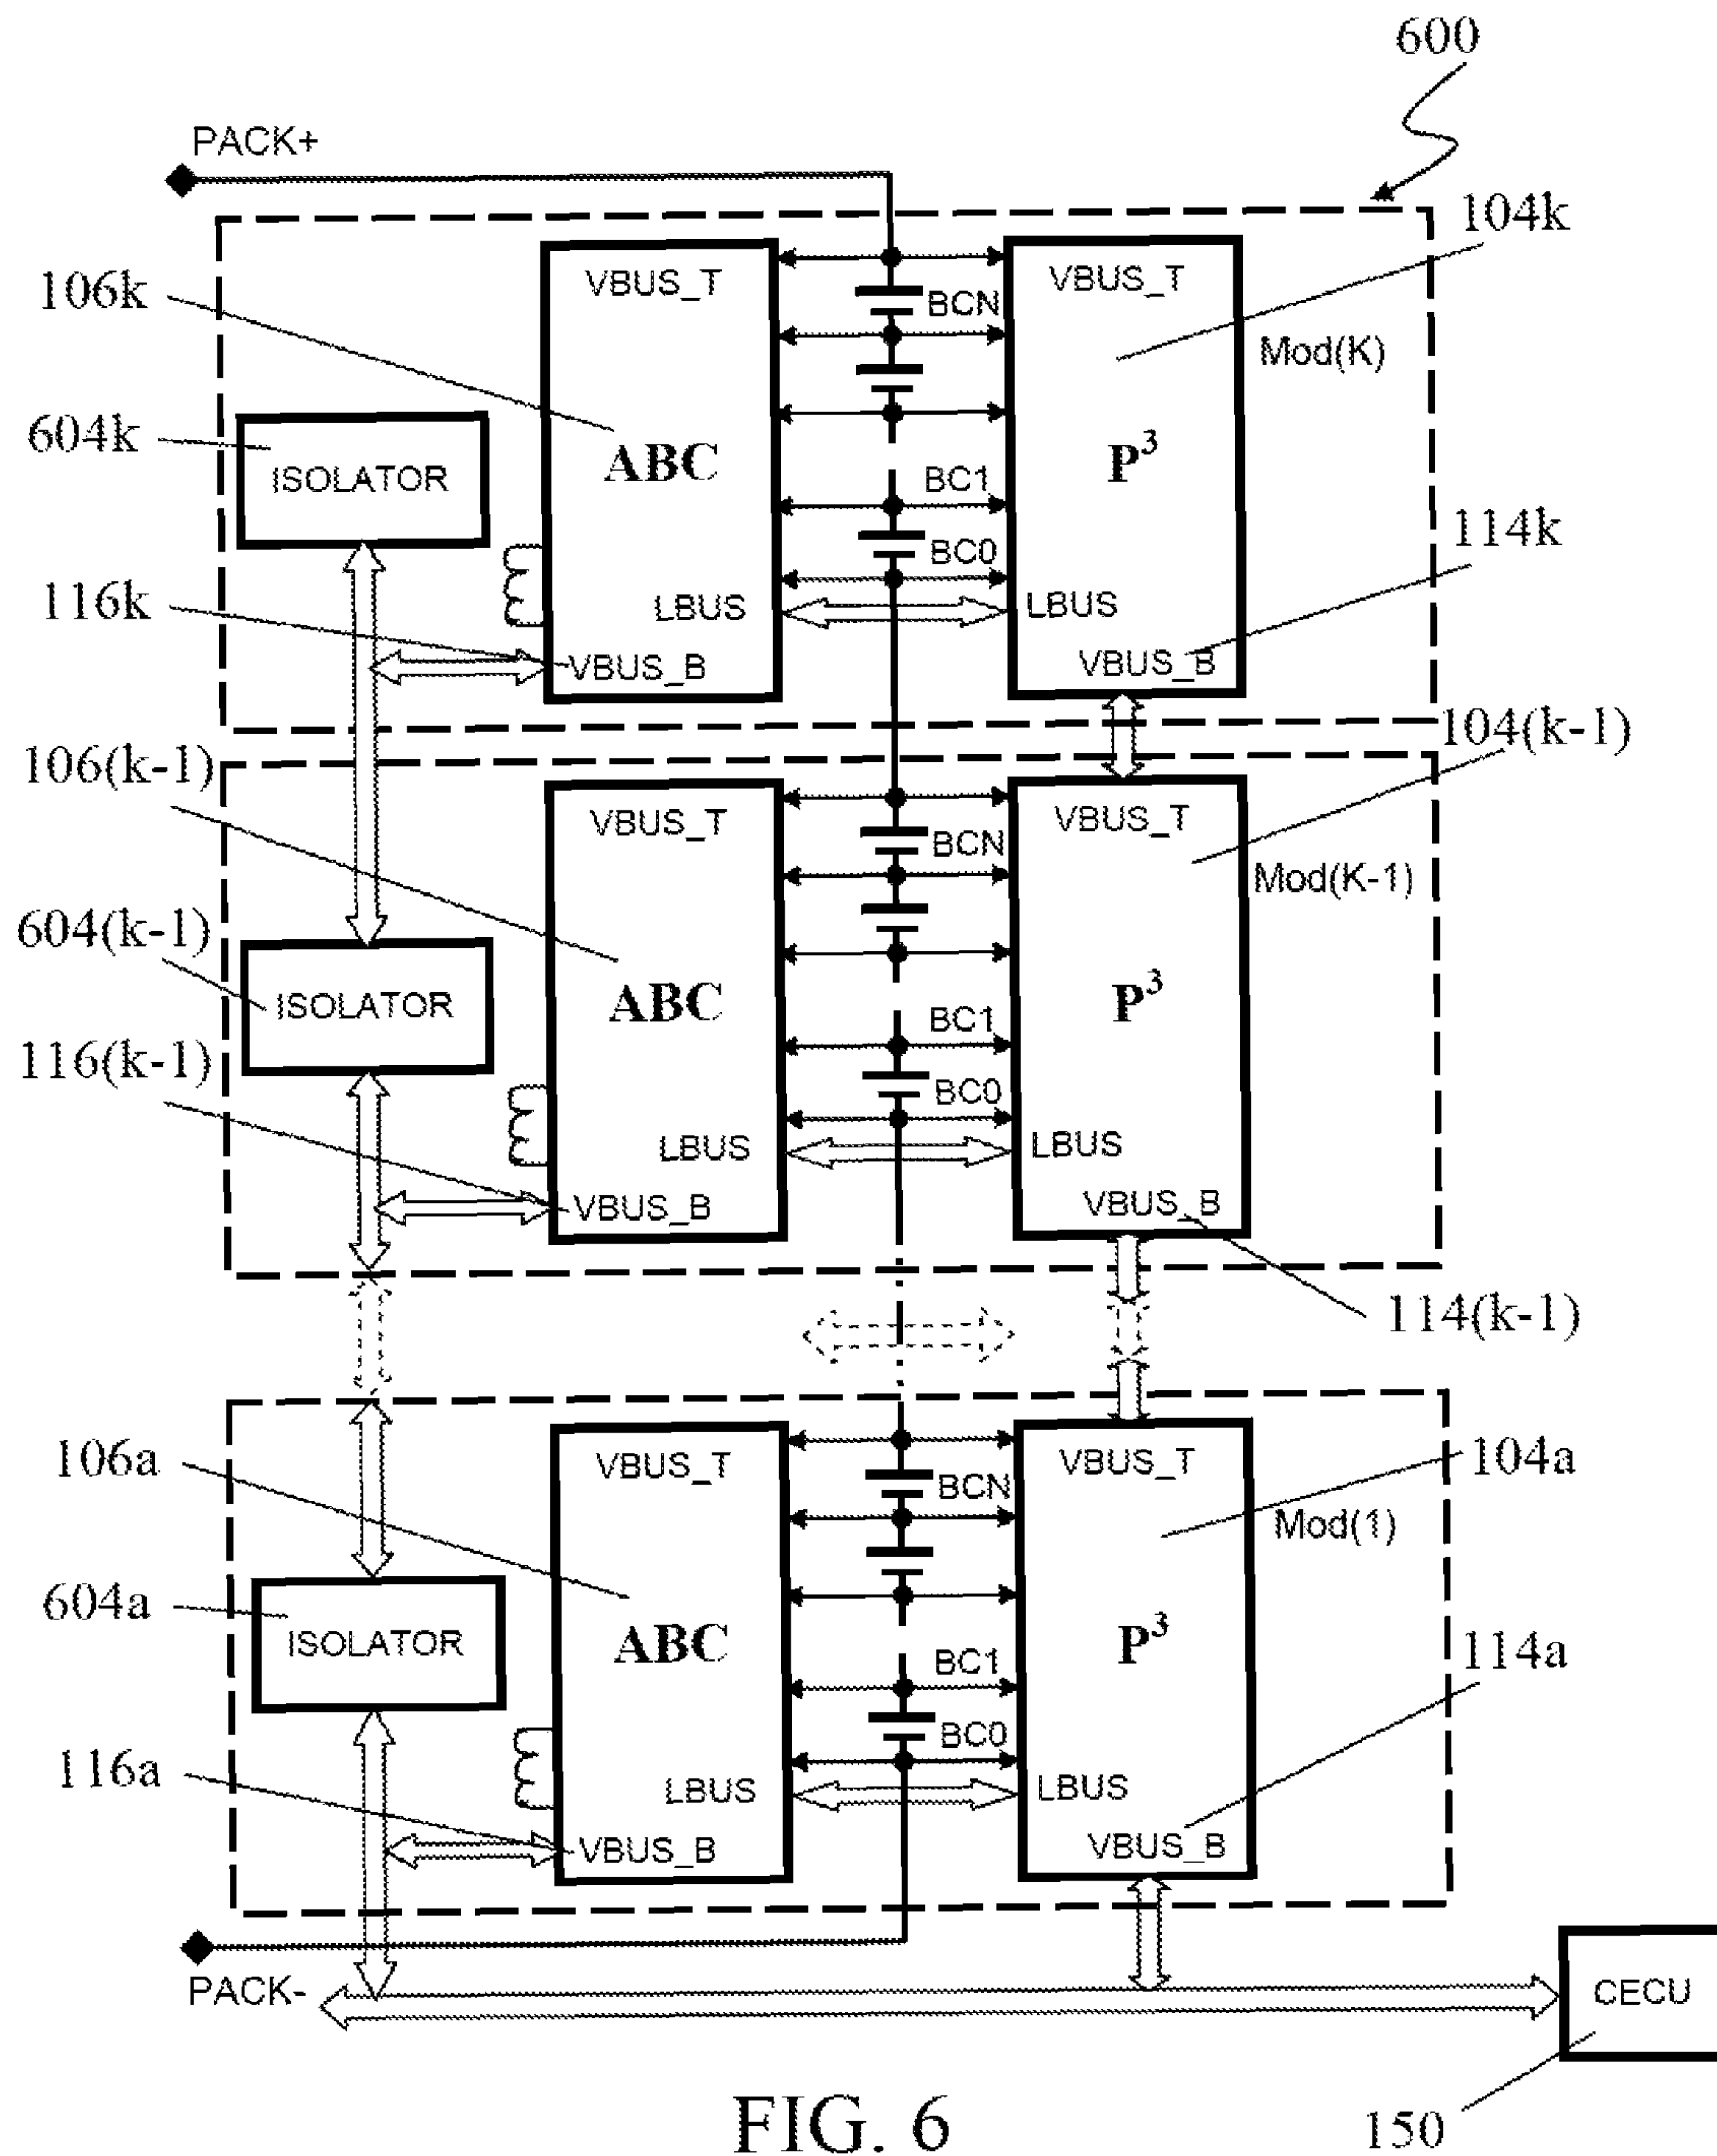 600
PACK+
104k
VBUS_T
VBUS_T
106k
BCN
Mod(K)
604k
ISOLATOR
ABC
P³
BC1
114k
BC0
116k
LBUS
LBUS
VBUS_B
VBUS_B
104(k-1)
106(k-1)
VBUS_T
VBUS_T
BCN
Mod(K-1)
604(k-1)
ISOLATOR
ABC
P³
BC1
116(k-1)
BC0
LBUS
LBUS
VBUS_B
VBUS_B
114(k-1)
106a
VBUS_T
VBUS_T
104a
BCN
Mod(1)
604a
ISOLATOR
ABC
P³
BC1
114a
BC0
116a
LBUS
LBUS
VBUS_B
VBUS_B
PACK-
CECU
FIG. 6
150